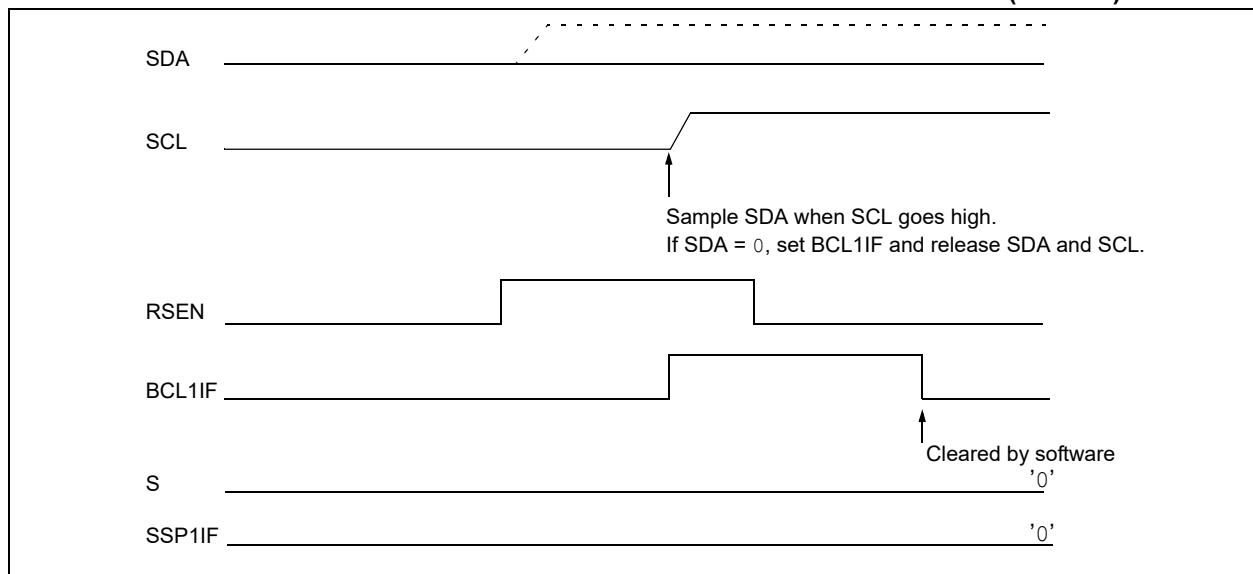 SDA
SCL
Sample SDA when SCL goes high.
If SDA = 0, set BCL1IF and release SDA and SCL.
RSEN
BCL1IF
Cleared by software
S
'0'
SSP1IF
'0'